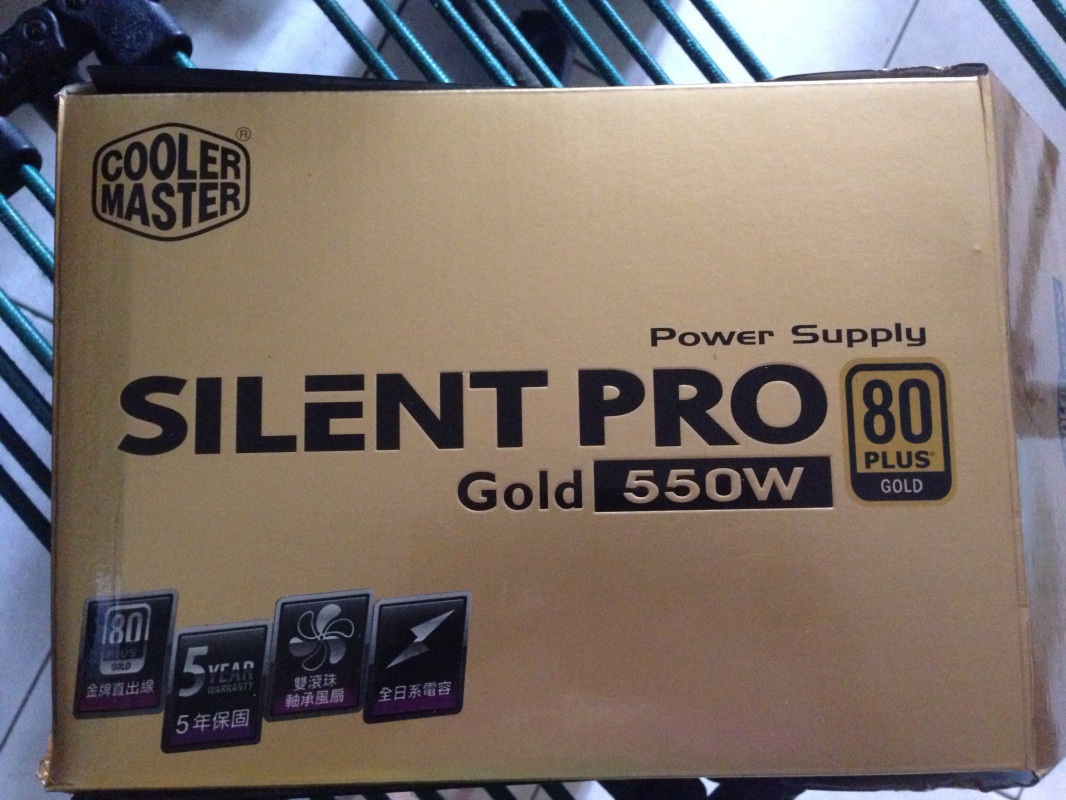 COOLER
MASTER
®
Power Supply
SILENT PRO
Gold 550W
80
PLUS
GOLD
80
PLUS
GOLD
金牌直出線
5 YEAR
WARRANTY
5年保固
雙滾珠
軸承風扇
全日系電容